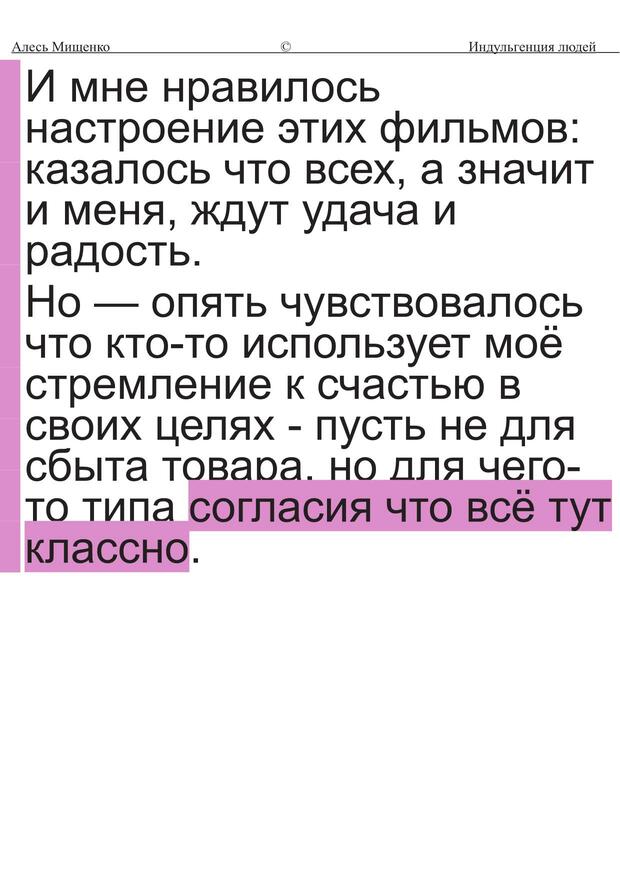 Алесь Мищенко © Индульгенция людей
И мне нравилось
настроение этих фильмов:
казалось что всех, а значит
и меня, ждут удача и
радость.
Но — опять чувствовалось
что кто-то использует моё
стремление к счастью в
своих целях - пусть не для
сбыта товара, но для чего-
то типа согласия что всё тут
классно.